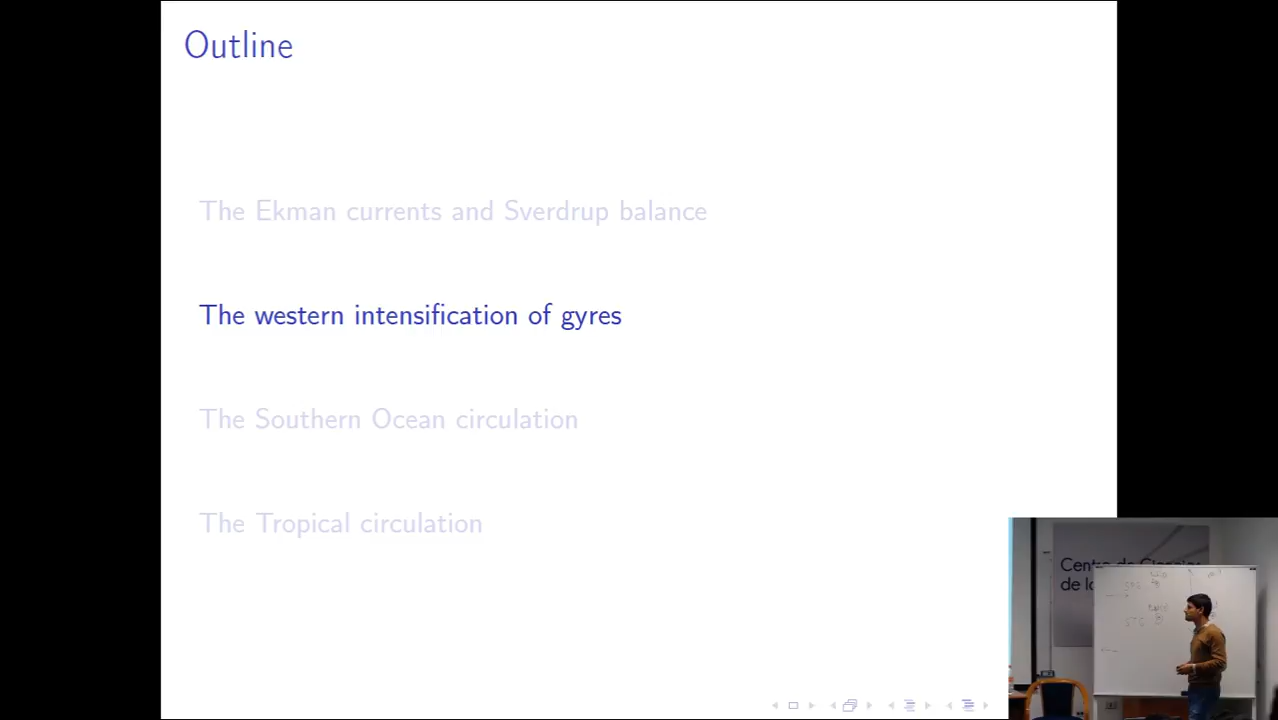 Outline
The Ekman currents and Sverdrup balance
The western intensification of gyres
The Southern Ocean circulation
The Tropical circulation
Centro de Ciencias
de